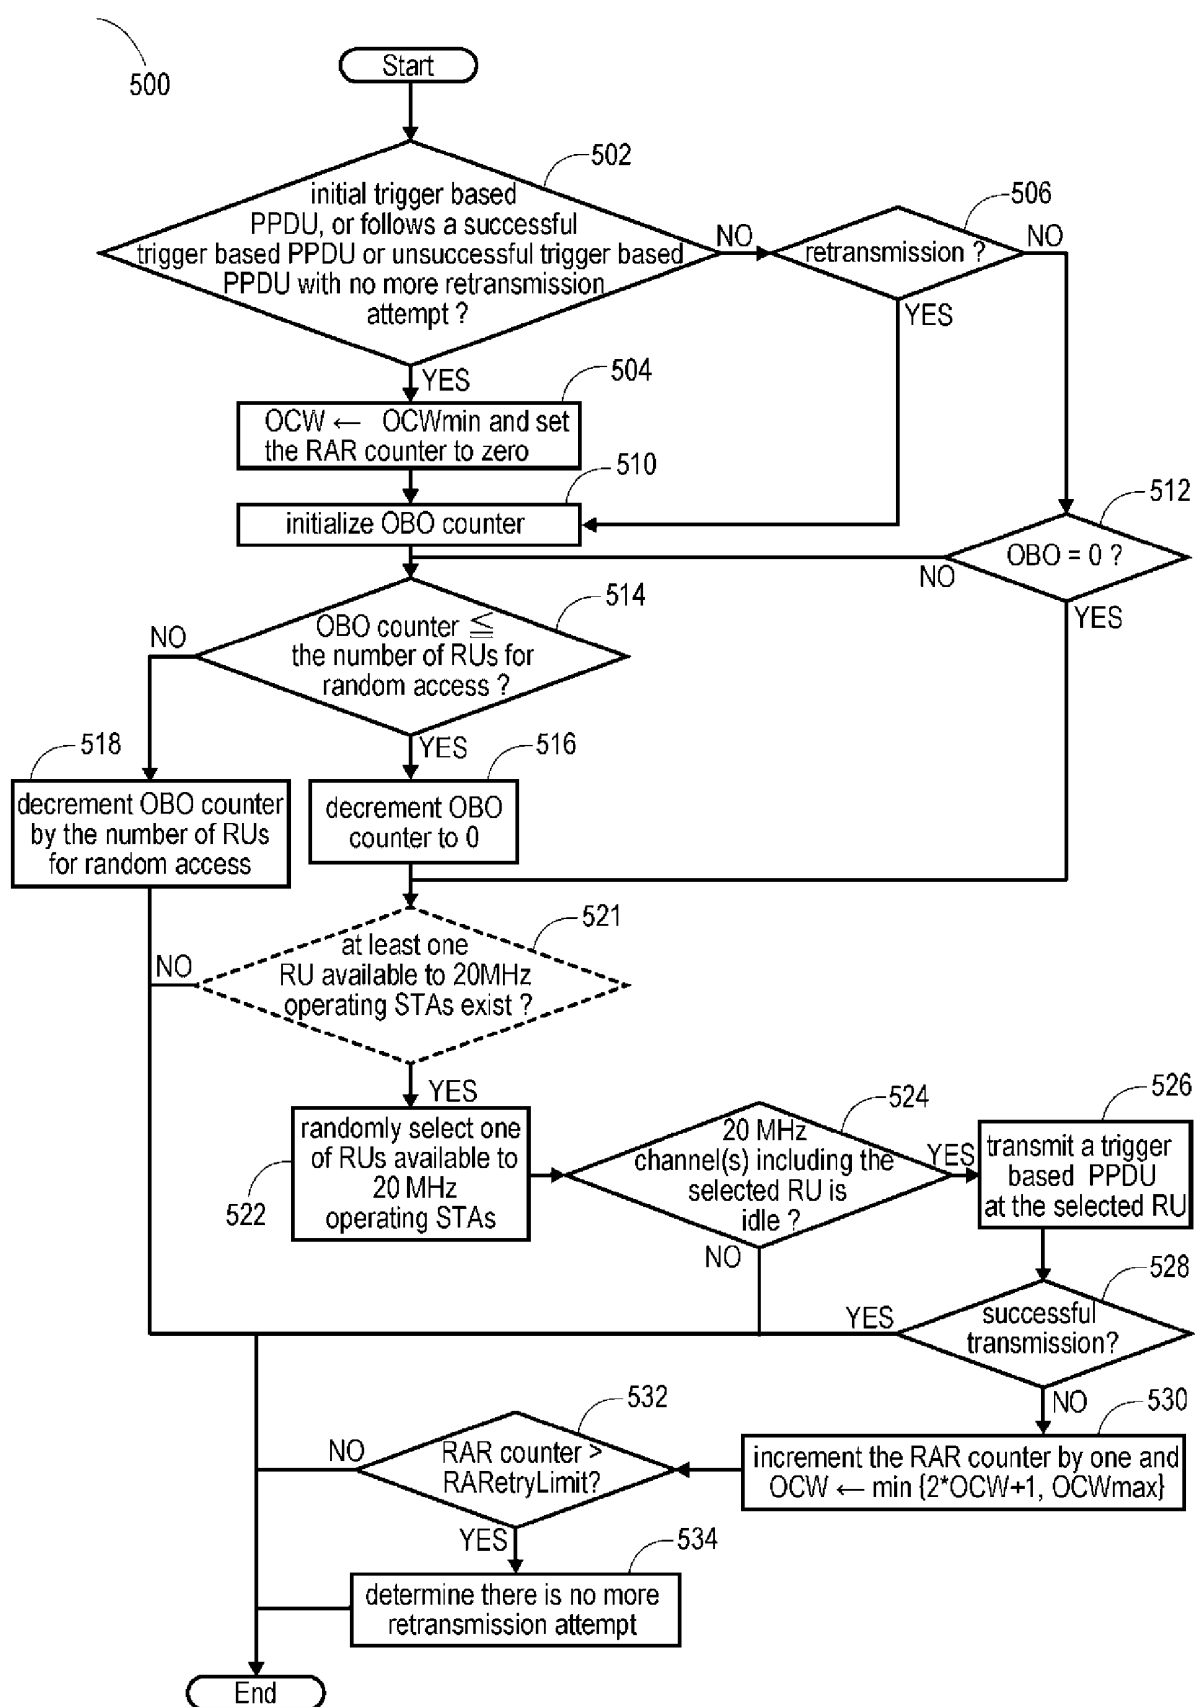 500
Start
502
initial trigger based
PPDU, or follows a successful
trigger based PPDU or unsuccessful trigger based
PPDU with no more retransmission
attempt ?
NO
506
retransmission ?
NO
YES
YES
504
OCW ← OCWmin and set
the RAR counter to zero
510
initialize OBO counter
512
OBO = 0 ?
NO
YES
514
OBO counter ≦
the number of RUs for
random access ?
NO
YES
518
decrement OBO counter
by the number of RUs
for random access
516
decrement OBO
counter to 0
521
at least one
RU available to 20MHz
operating STAs exist ?
NO
YES
522
randomly select one
of RUs available to
20 MHz
operating STAs
524
20 MHz
channel(s) including the
selected RU is
idle ?
YES
NO
526
transmit a trigger
based PPDU
at the selected RU
528
successful
transmission?
YES
NO
530
increment the RAR counter by one and
OCW ← min {2*OCW+1, OCWmax}
532
RAR counter >
RARetryLimit?
NO
YES
534
determine there is no more
retransmission attempt
End